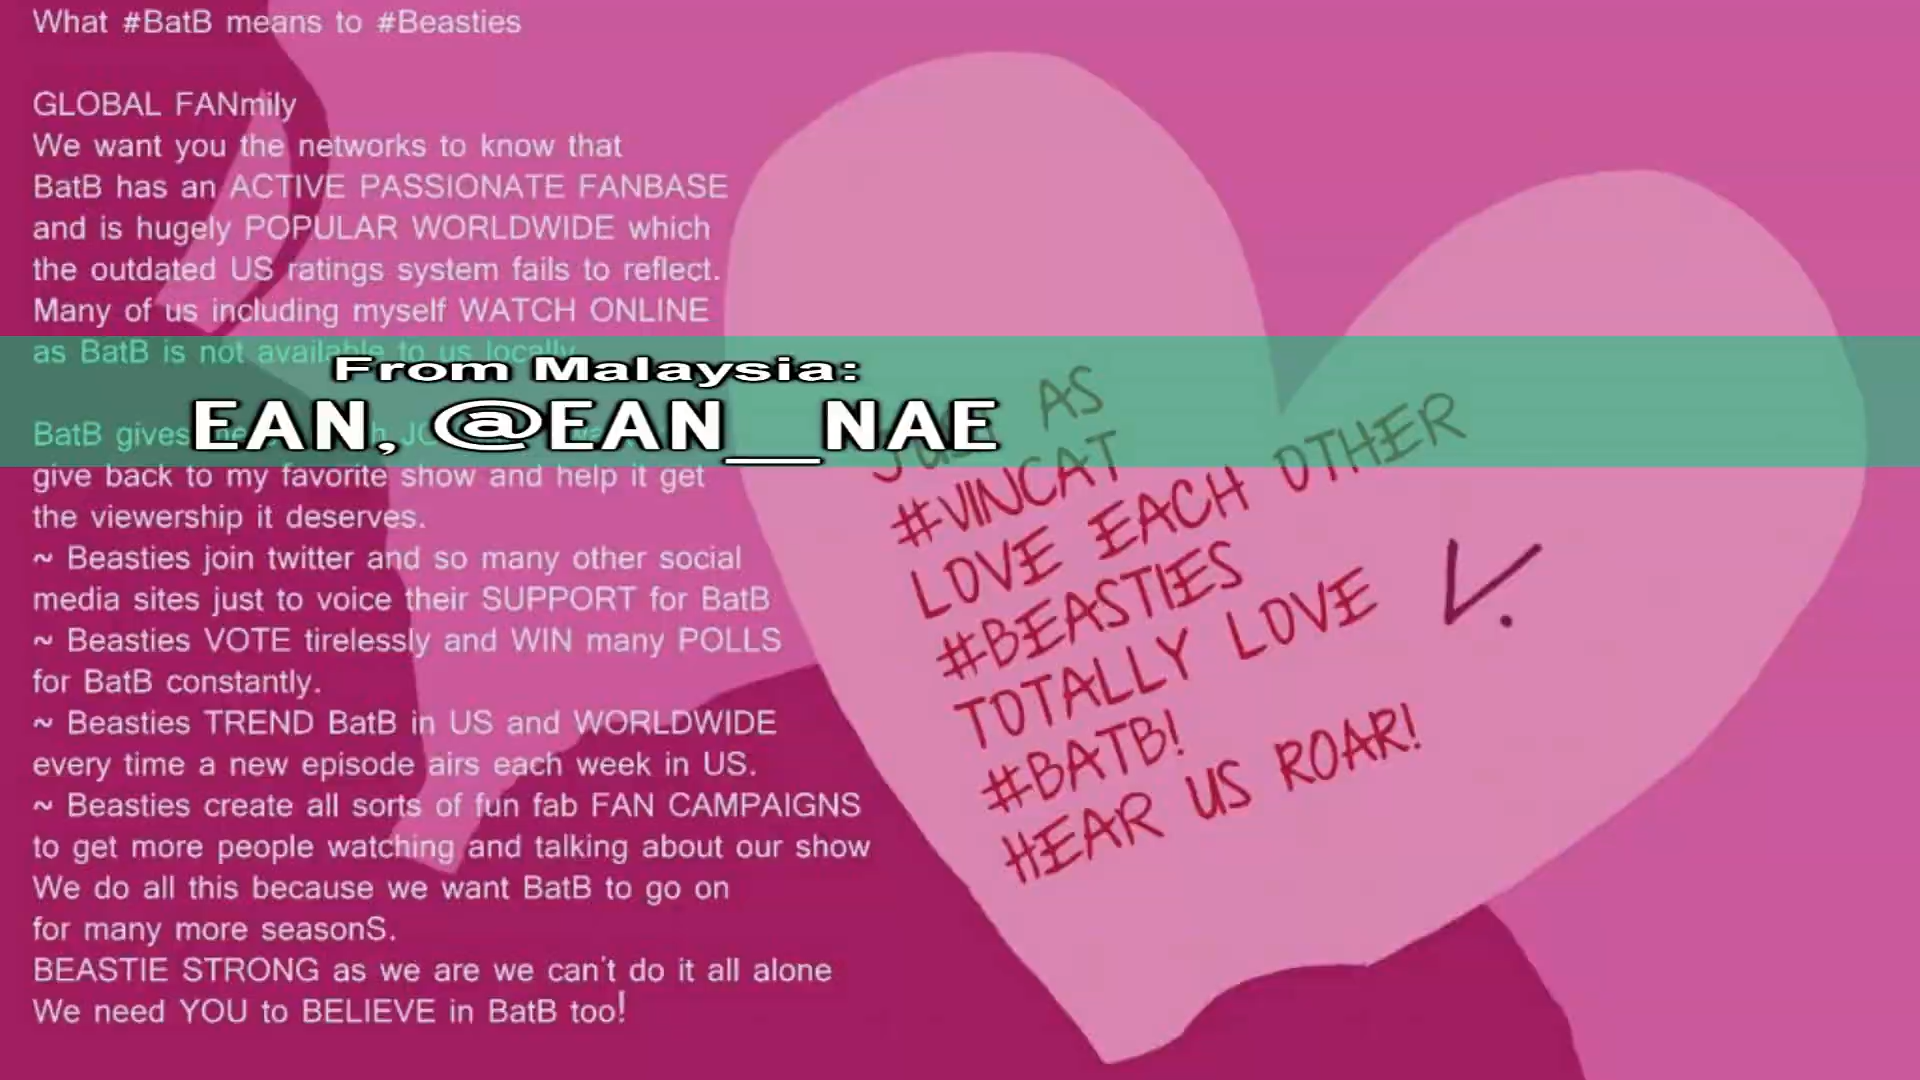 What #BatB means to #Beasties
GLOBAL FANmily
We want you the networks to know that
BatB has an ACTIVE PASSIONATE FANBASE
and is hugely POPULAR WORLDWIDE which
the outdated US ratings system fails to reflect.
Many of us including myself WATCH ONLINE
as BatB is not available to us locally
From Malaysia:
EAN, @EAN__NAE
BatB gives
give back to my favorite show and help it get
the viewership it deserves.
~ Beasties join twitter and so many other social
media sites just to voice their SUPPORT for BatB
~ Beasties VOTE tirelessly and WIN many POLLS
for BatB constantly.
~ Beasties TREND BatB in US and WORLDWIDE
every time a new episode airs each week in US.
~ Beasties create all sorts of fun fab FAN CAMPAIGNS
to get more people watching and talking about our show
We do all this because we want BatB to go on
for many more seasonS.
BEASTIE STRONG as we are we can't do it all alone
We need YOU to BELIEVE in BatB too!
AS
#VINCAT
LOVE EACH OTHER
#BEASTIES
TOTALLY LOVE
#BATB!
HEAR US ROAR!